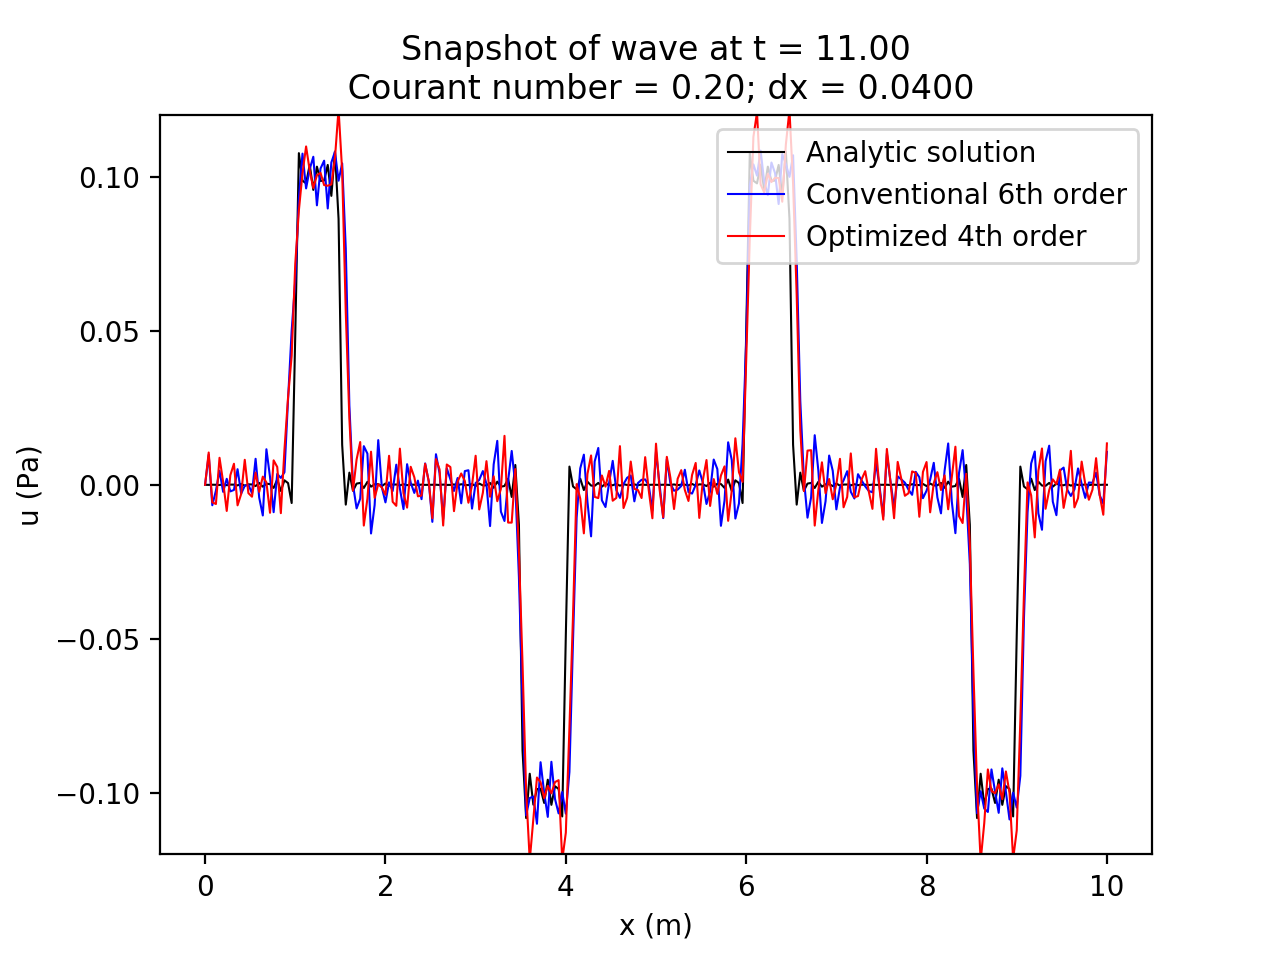 Snapshot of wave at t = 11.00
Courant number = 0.20; dx = 0.0400
Analytic solution
Conventional 6th order
Optimized 4th order
0.10
0.05
0.00
−0.05
−0.10
u (Pa)
0 2 4 6 8 10
x (m)